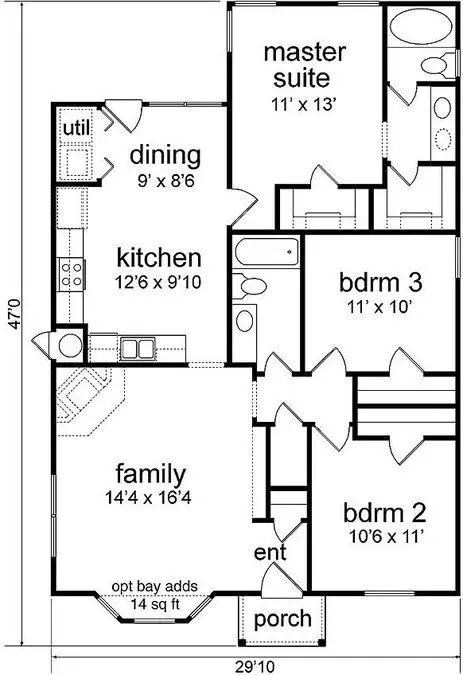 master
suite
11' x 13'
util
dining
9' x 8'6
kitchen
12'6 x 9'10
bdrm 3
11' x 10'
47'0
family
14'4 x 16'4
bdrm 2
10'6 x 11'
ent
opt bay adds
14 sq ft
porch
29'10